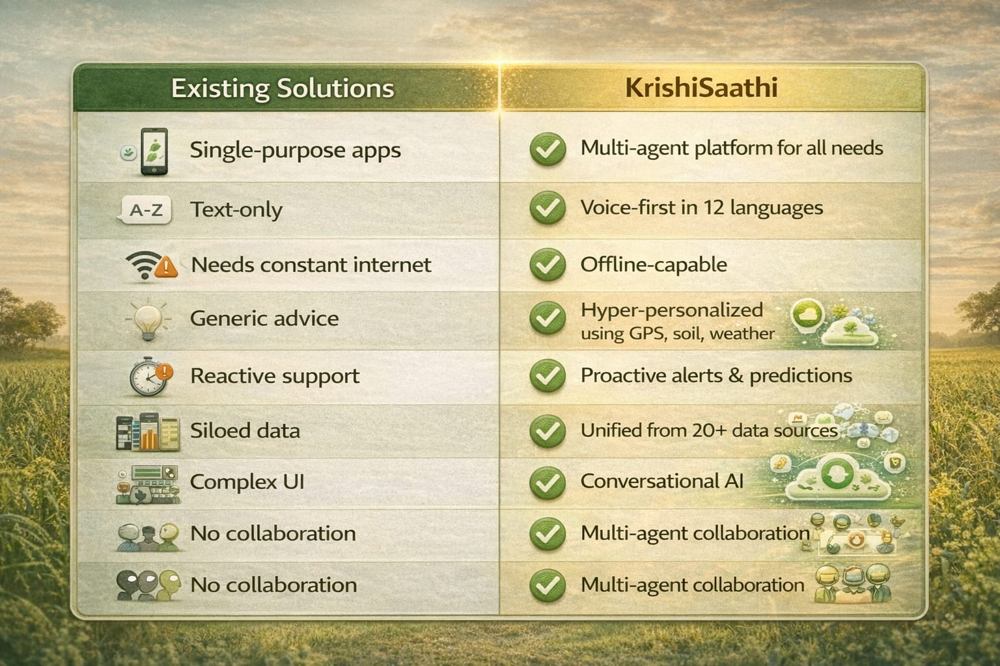 Existing Solutions
KrishiSaathi
Single-purpose apps
Multi-agent platform for all needs
A-Z
Text-only
Voice-first in 12 languages
Needs constant internet
Offline-capable
Generic advice
Hyper-personalized
using GPS, soil, weather
Reactive support
Proactive alerts & predictions
Siloed data
Unified from 20+ data sources
Complex UI
Conversational AI
No collaboration
Multi-agent collaboration
No collaboration
Multi-agent collaboration